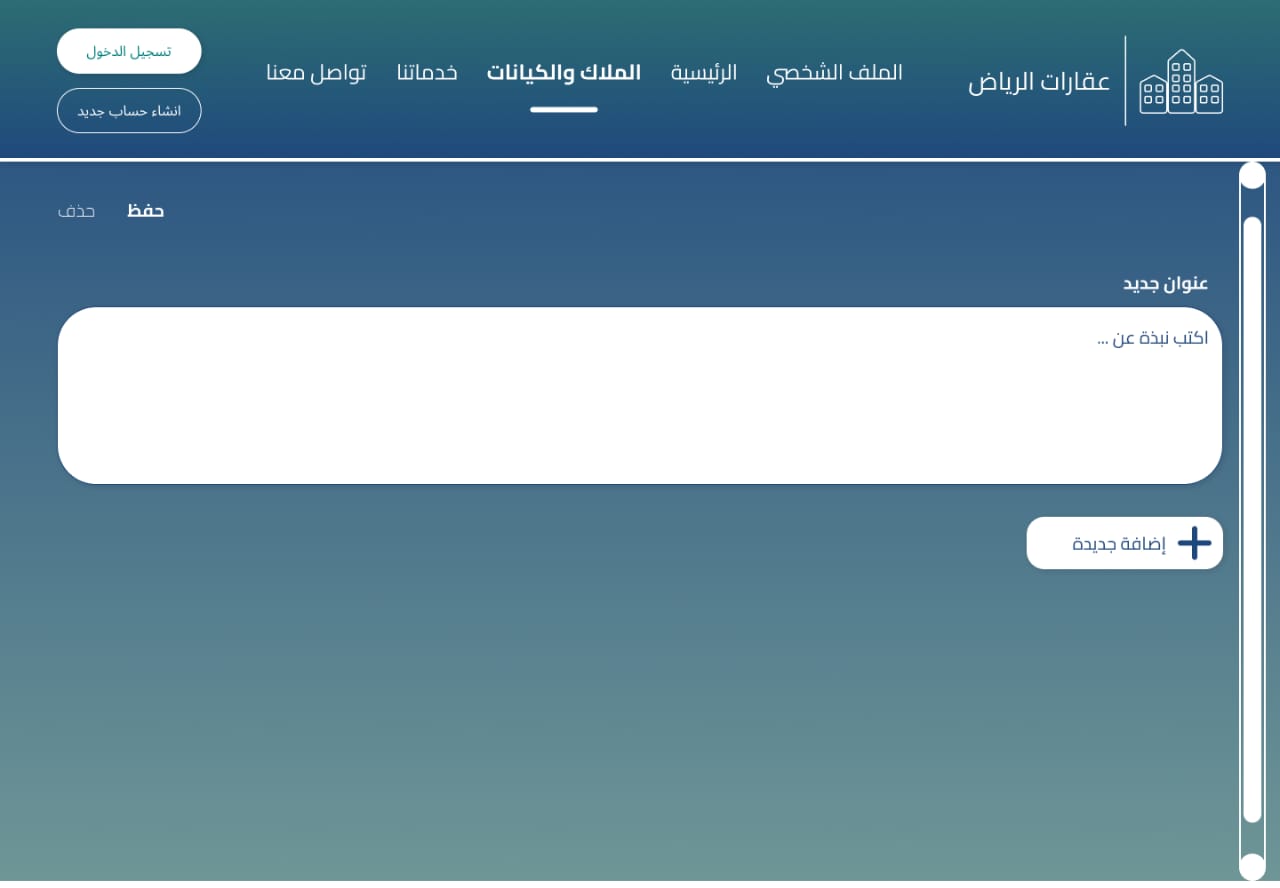 عقارات الرياض
الملف الشخصي
الرئيسية
الملاك والكيانات
خدماتنا
تواصل معنا
تسجيل الدخول
انشاء حساب جديد
حفظ
حذف
عنوان جديد
اكتب نبذة عن ...
إضافة جديدة